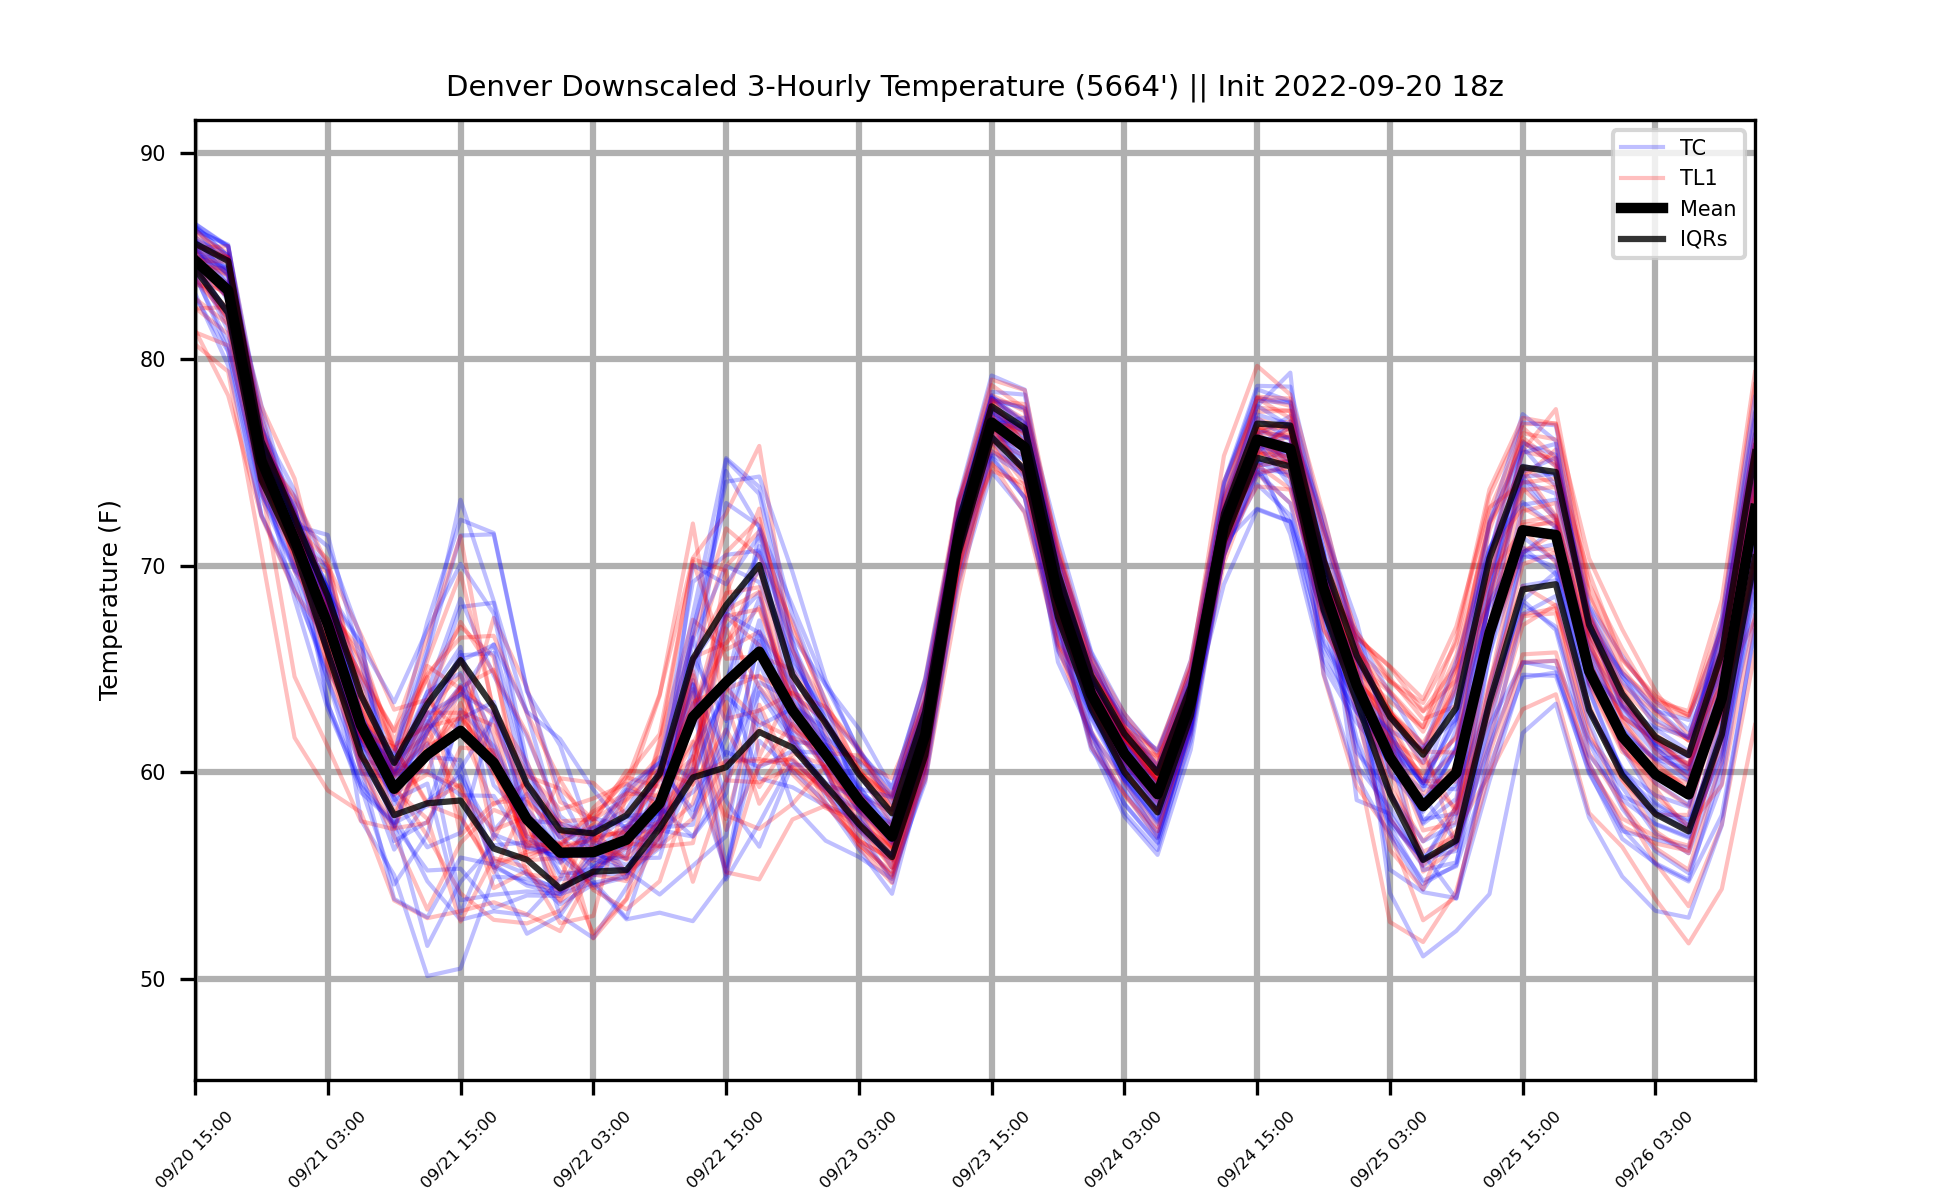 Denver Downscaled 3-Hourly Temperature (5664') || Init 2022-09-20 18z
TC
TL1
Mean
IQRs
Temperature (F)
90
80
70
60
50
09/20 15:00
09/21 03:00
09/21 15:00
09/22 03:00
09/22 15:00
09/23 03:00
09/23 15:00
09/24 03:00
09/24 15:00
09/25 03:00
09/25 15:00
09/26 03:00